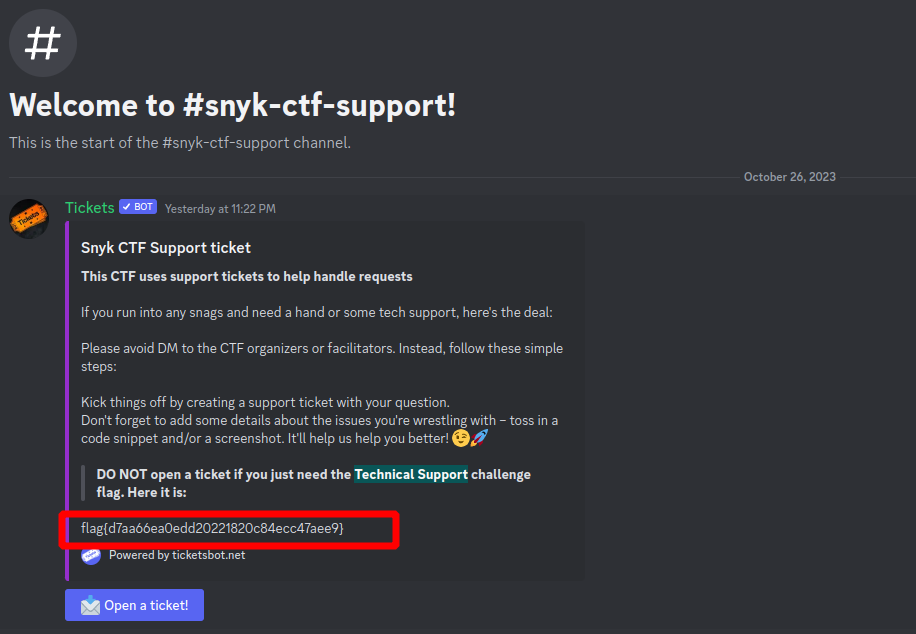 #
Welcome to #snyk-ctf-support!
This is the start of the #snyk-ctf-support channel.
October 26, 2023
Tickets
Tickets ✓ BOT Yesterday at 11:22 PM
Snyk CTF Support ticket
This CTF uses support tickets to help handle requests
If you run into any snags and need a hand or some tech support, here's the deal:
Please avoid DM to the CTF organizers or facilitators. Instead, follow these simple
steps:
Kick things off by creating a support ticket with your question.
Don't forget to add some details about the issues you're wrestling with – toss in a
code snippet and/or a screenshot. It'll help us help you better! 😉🚀
DO NOT open a ticket if you just need the Technical Support challenge
flag. Here it is:
flag{d7aa66ea0edd20221820c84ecc47aee9}
Powered by ticketsbot.net
📩 Open a ticket!